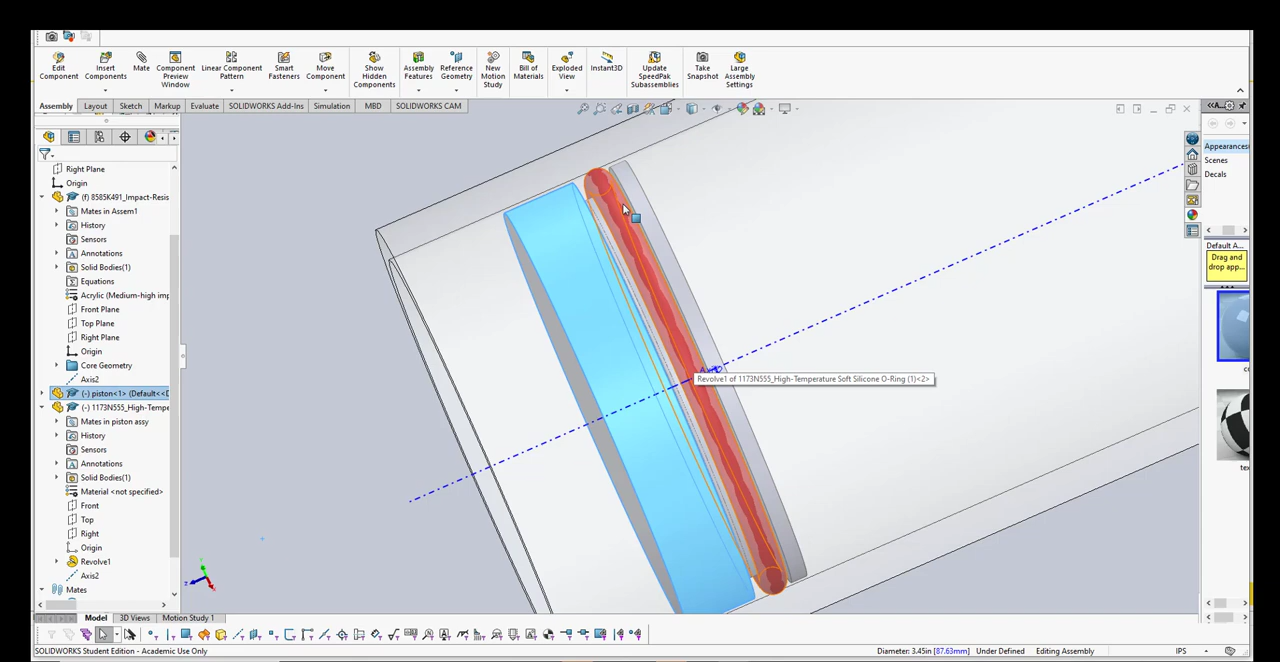 Edit Component
Insert Components
Mate
Component Preview Window
Linear Component Pattern
Smart Fasteners
Move Component
Show Hidden Components
Assembly Features
Reference Geometry
New Motion Study
Bill of Materials
Exploded View
Instant3D
Update SpeedPak Subassemblies
Take Snapshot
Large Assembly Settings
Assembly
Layout
Sketch
Markup
Evaluate
SOLIDWORKS Add-Ins
Simulation
MBD
SOLIDWORKS CAM
Right Plane
Origin
(f) 8585K491_Impact-Resis
Mates in Assem1
History
Sensors
Annotations
Solid Bodies(1)
Equations
Acrylic (Medium-high imp
Front Plane
Top Plane
Right Plane
Origin
Core Geometry
Axis2
(-) piston<1> (Default<<D
(-) 1173N555_High-Tempe
Mates in piston assy
History
Sensors
Annotations
Solid Bodies(1)
Material <not specified>
Front
Top
Right
Origin
Revolve1
Axis2
Mates
Revolve1 of 1173N555_High-Temperature Soft Silicone O-Ring (1)<2>
<<A...
Appearances
Scenes
Decals
Default A...
Drag and drop app...
co
tex
Model
3D Views
Motion Study 1
SOLIDWORKS Student Edition - Academic Use Only
Diameter: 3.45in [87.63mm]
Under Defined
Editing Assembly
IPS